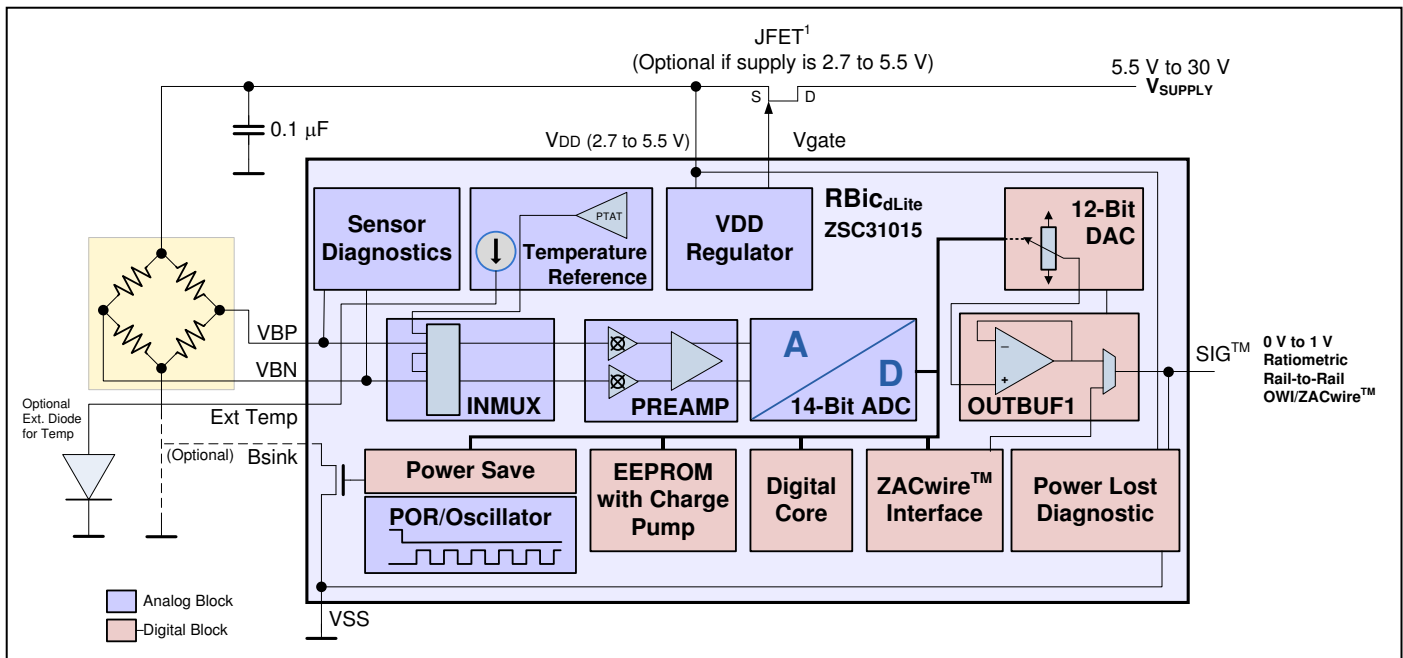 JFET1
(Optional if supply is 2.7 to 5.5 V)
5.5 V to 30 V
VSUPPLY
S
D
0.1 µF
VDD (2.7 to 5.5 V)
Vgate
Sensor
Diagnostics
PTAT
Temperature
Reference
VDD
Regulator
RBicdLite
ZSC31015
12-Bit
DAC
VBP
VBN
INMUX
PREAMP
A
D
14-Bit ADC
−
+
OUTBUF1
SIG™
0 V to 1 V
Ratiometric
Rail-to-Rail
OWI/ZACwire™
Optional
Ext. Diode
for Temp
Ext Temp
(Optional)
Bsink
Power Save
POR/Oscillator
EEPROM
with Charge
Pump
Digital
Core
ZACwire™
Interface
Power Lost
Diagnostic
Analog Block
Digital Block
VSS